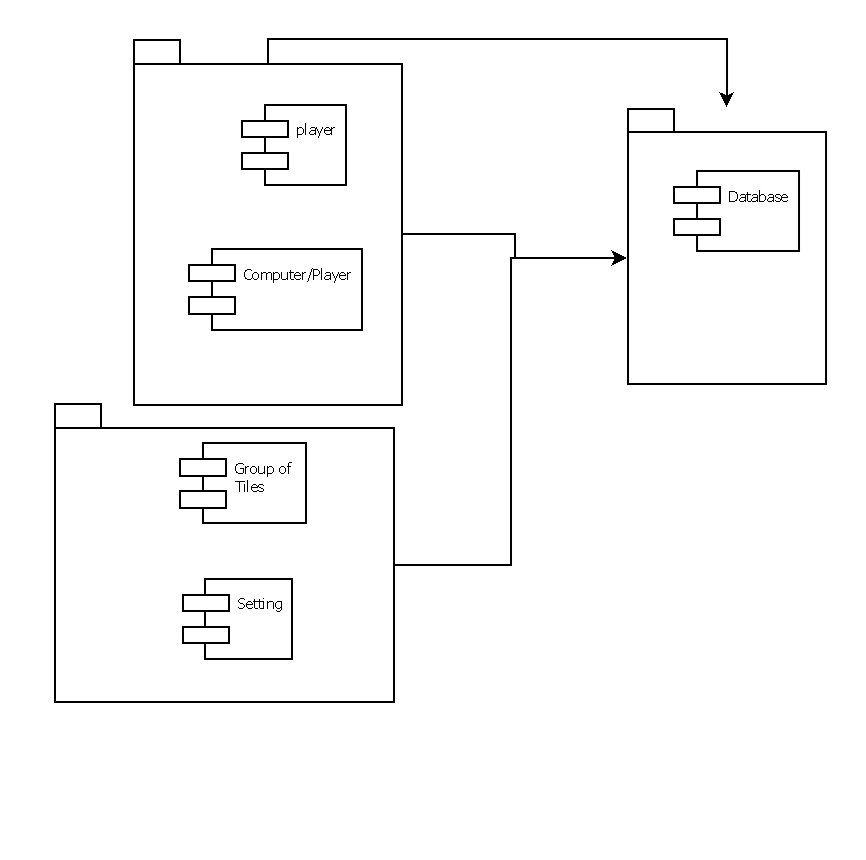 player
Database
Computer/Player
Group of
Tiles
Setting